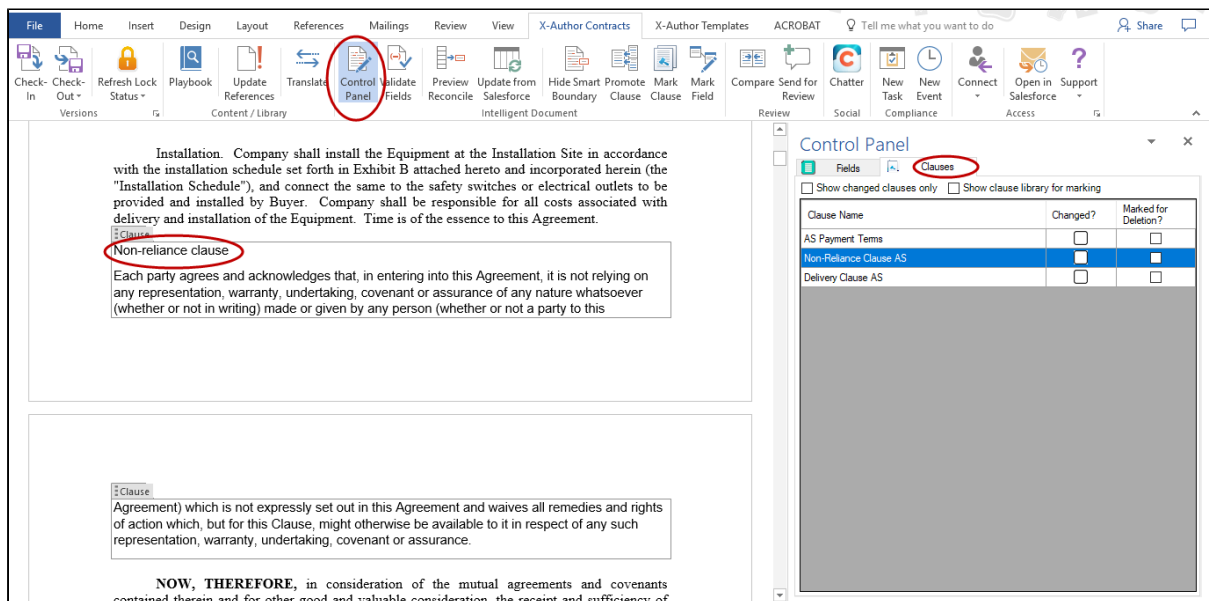 File Home Insert Design Layout References Mailings Review View X-Author Contracts X-Author Templates ACROBAT Tell me what you want to do Share
Check-In Check-Out Refresh Lock Status Playbook Update References Translate Control Panel Validate Fields Preview Reconcile Update from Salesforce Hide Smart Boundary Promote Clause Mark Clause Mark Field Compare Send for Review Chatter New Task New Event Connect Open in Salesforce Support
Versions Content / Library Intelligent Document Review Social Compliance Access
Installation. Company shall install the Equipment at the Installation Site in accordance
with the installation schedule set forth in Exhibit B attached hereto and incorporated herein (the
"Installation Schedule"), and connect the same to the safety switches or electrical outlets to be
provided and installed by Buyer. Company shall be responsible for all costs associated with
delivery and installation of the Equipment. Time is of the essence to this Agreement.
Clause
Non-reliance clause
Each party agrees and acknowledges that, in entering into this Agreement, it is not relying on
any representation, warranty, undertaking, covenant or assurance of any nature whatsoever
(whether or not in writing) made or given by any person (whether or not a party to this
Clause
Agreement) which is not expressly set out in this Agreement and waives all remedies and rights
of action which, but for this Clause, might otherwise be available to it in respect of any such
representation, warranty, undertaking, covenant or assurance.
NOW, THEREFORE, in consideration of the mutual agreements and covenants
contained therein and for other good and valuable consideration, the receipt and sufficiency of
Control Panel
Fields Clauses
Show changed clauses only Show clause library for marking
Clause Name Changed? Marked for Deletion?
AS Payment Terms
Non-Reliance Clause AS
Delivery Clause AS